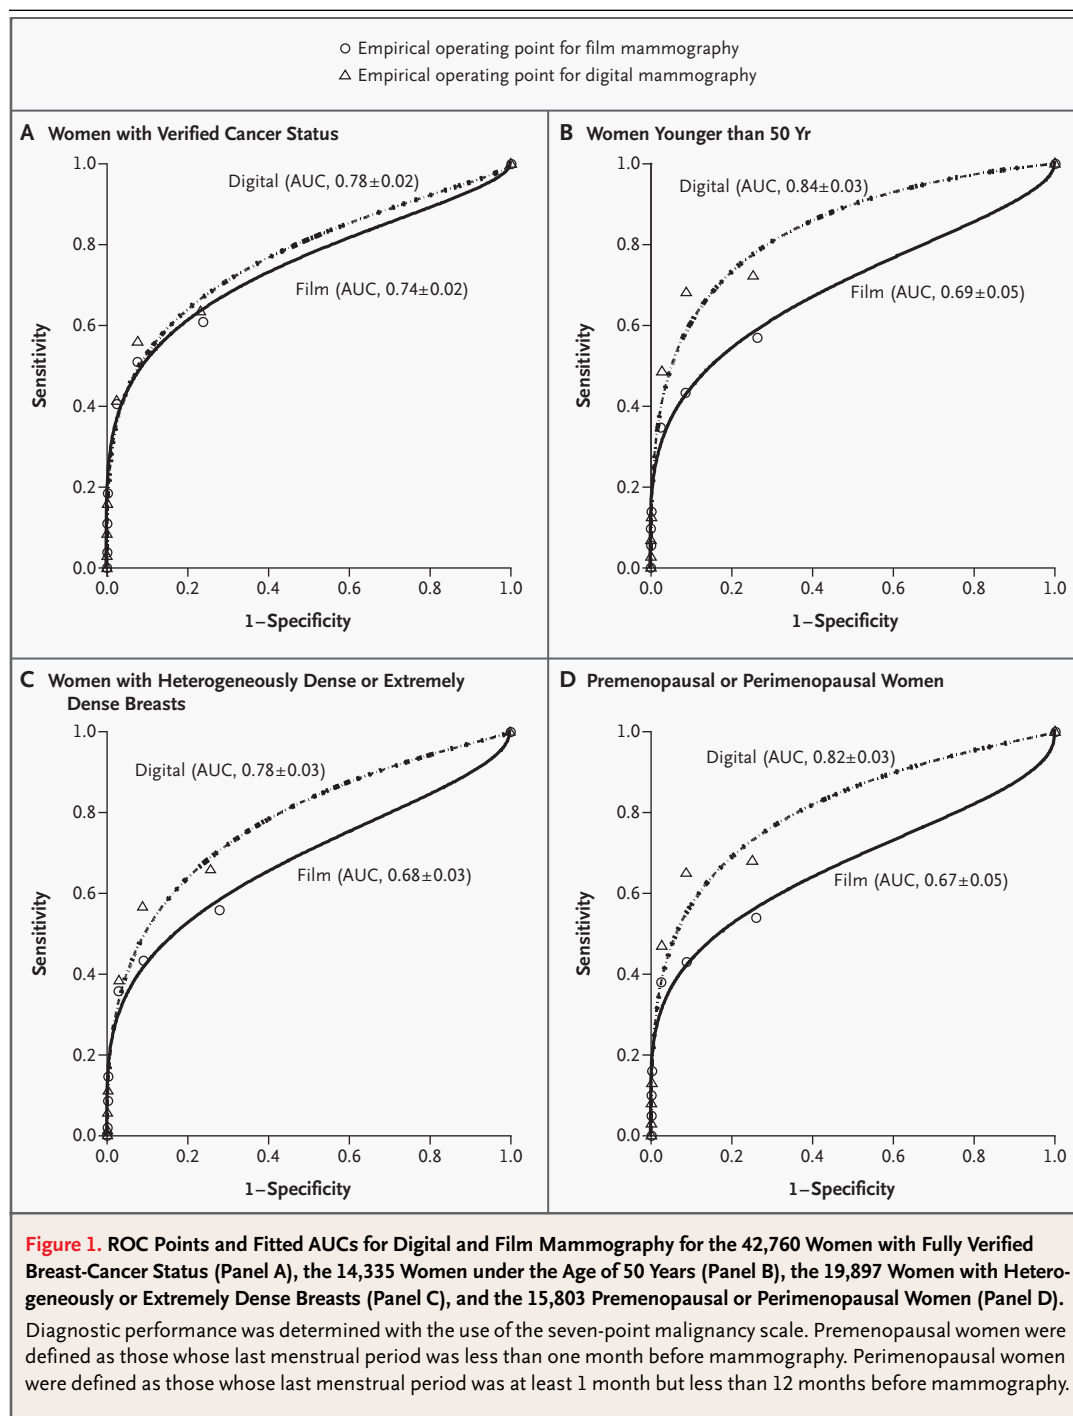 ○ Empirical operating point for film mammography
△ Empirical operating point for digital mammography
A Women with Verified Cancer Status
1.0
0.8
0.6
0.4
0.2
0.0
Sensitivity
Digital (AUC, 0.78±0.02)
Film (AUC, 0.74±0.02)
0.0 0.2 0.4 0.6 0.8 1.0
1–Specificity
B Women Younger than 50 Yr
1.0
0.8
0.6
0.4
0.2
0.0
Sensitivity
Digital (AUC, 0.84±0.03)
Film (AUC, 0.69±0.05)
0.0 0.2 0.4 0.6 0.8 1.0
1–Specificity
C Women with Heterogeneously Dense or Extremely
Dense Breasts
1.0
0.8
0.6
0.4
0.2
0.0
Sensitivity
Digital (AUC, 0.78±0.03)
Film (AUC, 0.68±0.03)
0.0 0.2 0.4 0.6 0.8 1.0
1–Specificity
D Premenopausal or Perimenopausal Women
1.0
0.8
0.6
0.4
0.2
0.0
Sensitivity
Digital (AUC, 0.82±0.03)
Film (AUC, 0.67±0.05)
0.0 0.2 0.4 0.6 0.8 1.0
1–Specificity
Figure 1. ROC Points and Fitted AUCs for Digital and Film Mammography for the 42,760 Women with Fully Verified
Breast-Cancer Status (Panel A), the 14,335 Women under the Age of 50 Years (Panel B), the 19,897 Women with Hetero-
geneously or Extremely Dense Breasts (Panel C), and the 15,803 Premenopausal or Perimenopausal Women (Panel D).
Diagnostic performance was determined with the use of the seven-point malignancy scale. Premenopausal women were
defined as those whose last menstrual period was less than one month before mammography. Perimenopausal women
were defined as those whose last menstrual period was at least 1 month but less than 12 months before mammography.